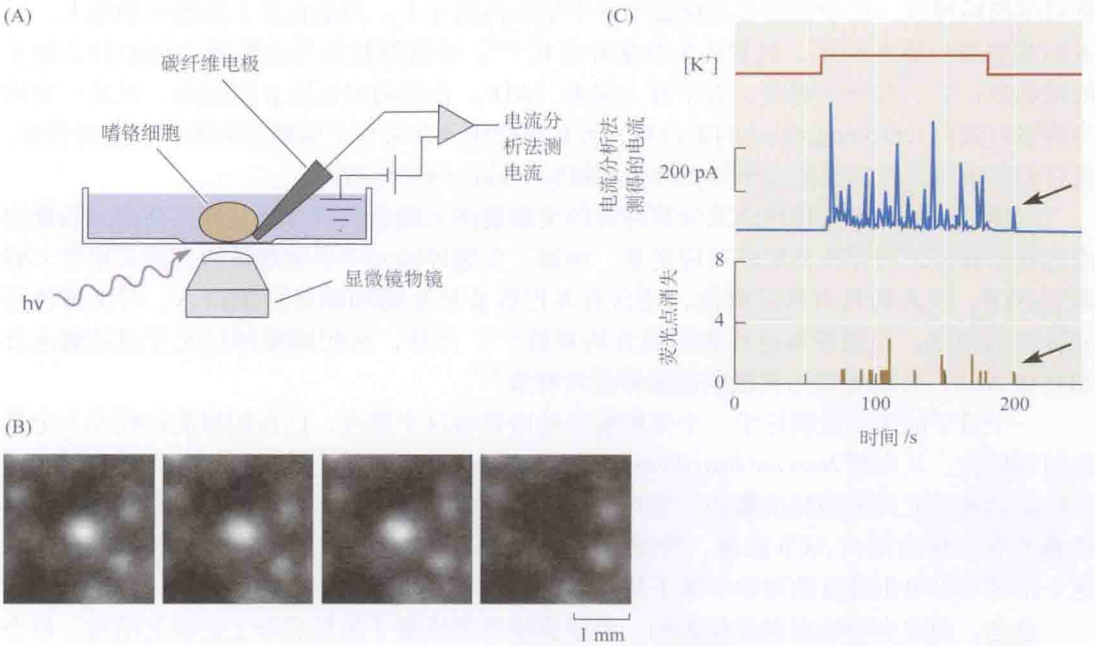 (A)
碳纤维电极
嗜铬细胞
电流分
析法测
电流
显微镜物镜
hν
(B)
1 mm
(C)
[K⁺]
电流分析法
测得的电流
200 pA
荧光点消失
8
4
0
0
100
200
时间 /s